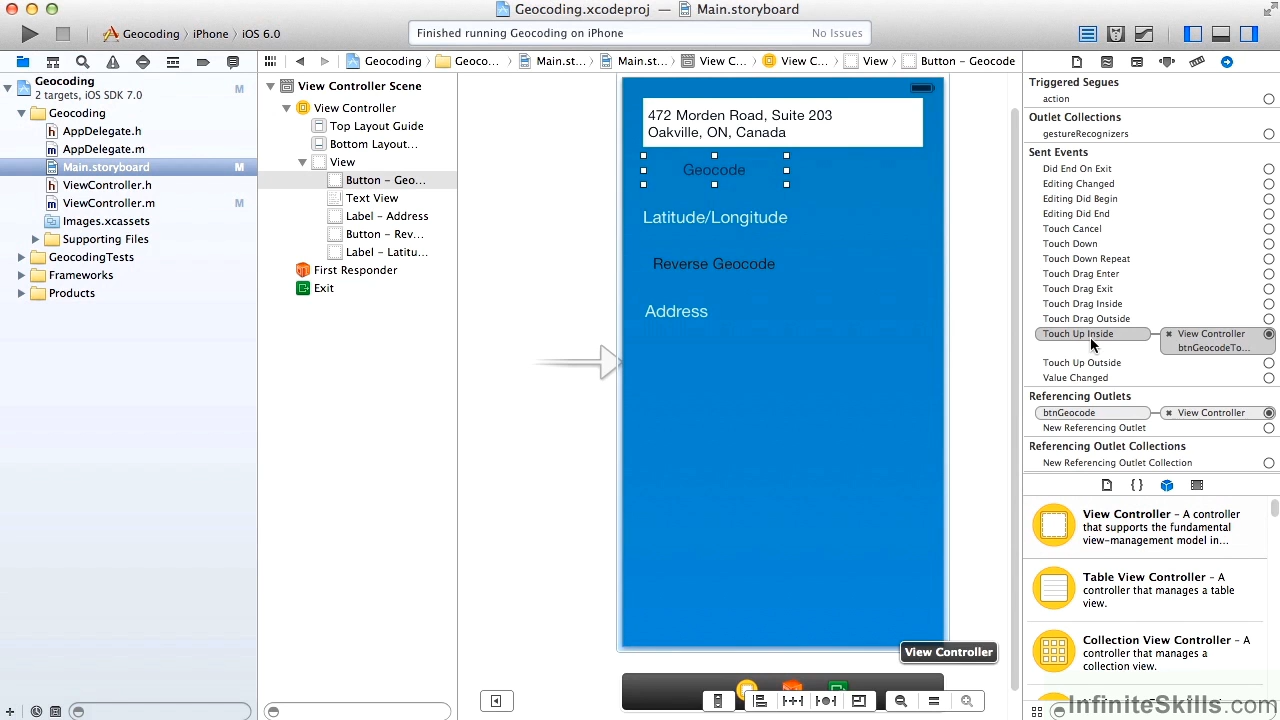 Geocoding.xcodeproj — Main.storyboard
Geocoding › iPhone › iOS 6.0
Finished running Geocoding on iPhone
No Issues
Geocoding
Geoco...
Main.st...
Main.st...
View C...
View C...
View
Button - Geocode
Geocoding
2 targets, iOS SDK 7.0
M
Geocoding
AppDelegate.h
AppDelegate.m
Main.storyboard
M
ViewController.h
ViewController.m
M
Images.xcassets
Supporting Files
GeocodingTests
Frameworks
Products
View Controller Scene
View Controller
Top Layout Guide
Bottom Layout...
View
Button - Geo...
Text View
Label - Address
Button - Rev...
Label - Latitu...
First Responder
Exit
472 Morden Road, Suite 203
Oakville, ON, Canada
Geocode
Latitude/Longitude
Reverse Geocode
Address
View Controller
Triggered Segues
action
Outlet Collections
gestureRecognizers
Sent Events
Did End On Exit
Editing Changed
Editing Did Begin
Editing Did End
Touch Cancel
Touch Down
Touch Drag Enter
Touch Drag Exit
Touch Drag Inside
Touch Drag Outside
Touch Up Inside
View Controller
btnGeocodeTo...
Touch Up Outside
Value Changed
Referencing Outlets
btnGeocode
View Controller
New Referencing Outlet
Referencing Outlet Collections
New Referencing Outlet Collection
{ }
View Controller - A controller
that supports the fundamental
view-management model in...
Table View Controller - A
controller that manages a table
view.
Collection View Controller - A
controller that manages a
collection view.
InfiniteSkills.com